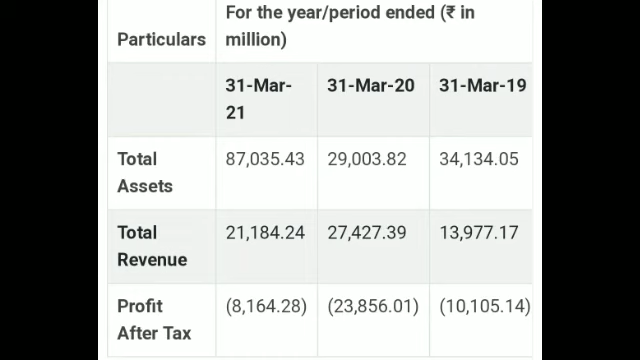 Particulars For the year/period ended (₹ in
million)
31-Mar-
21 31-Mar-20 31-Mar-19
Total
Assets 87,035.43 29,003.82 34,134.05
Total
Revenue 21,184.24 27,427.39 13,977.17
Profit
After Tax (8,164.28) (23,856.01) (10,105.14)